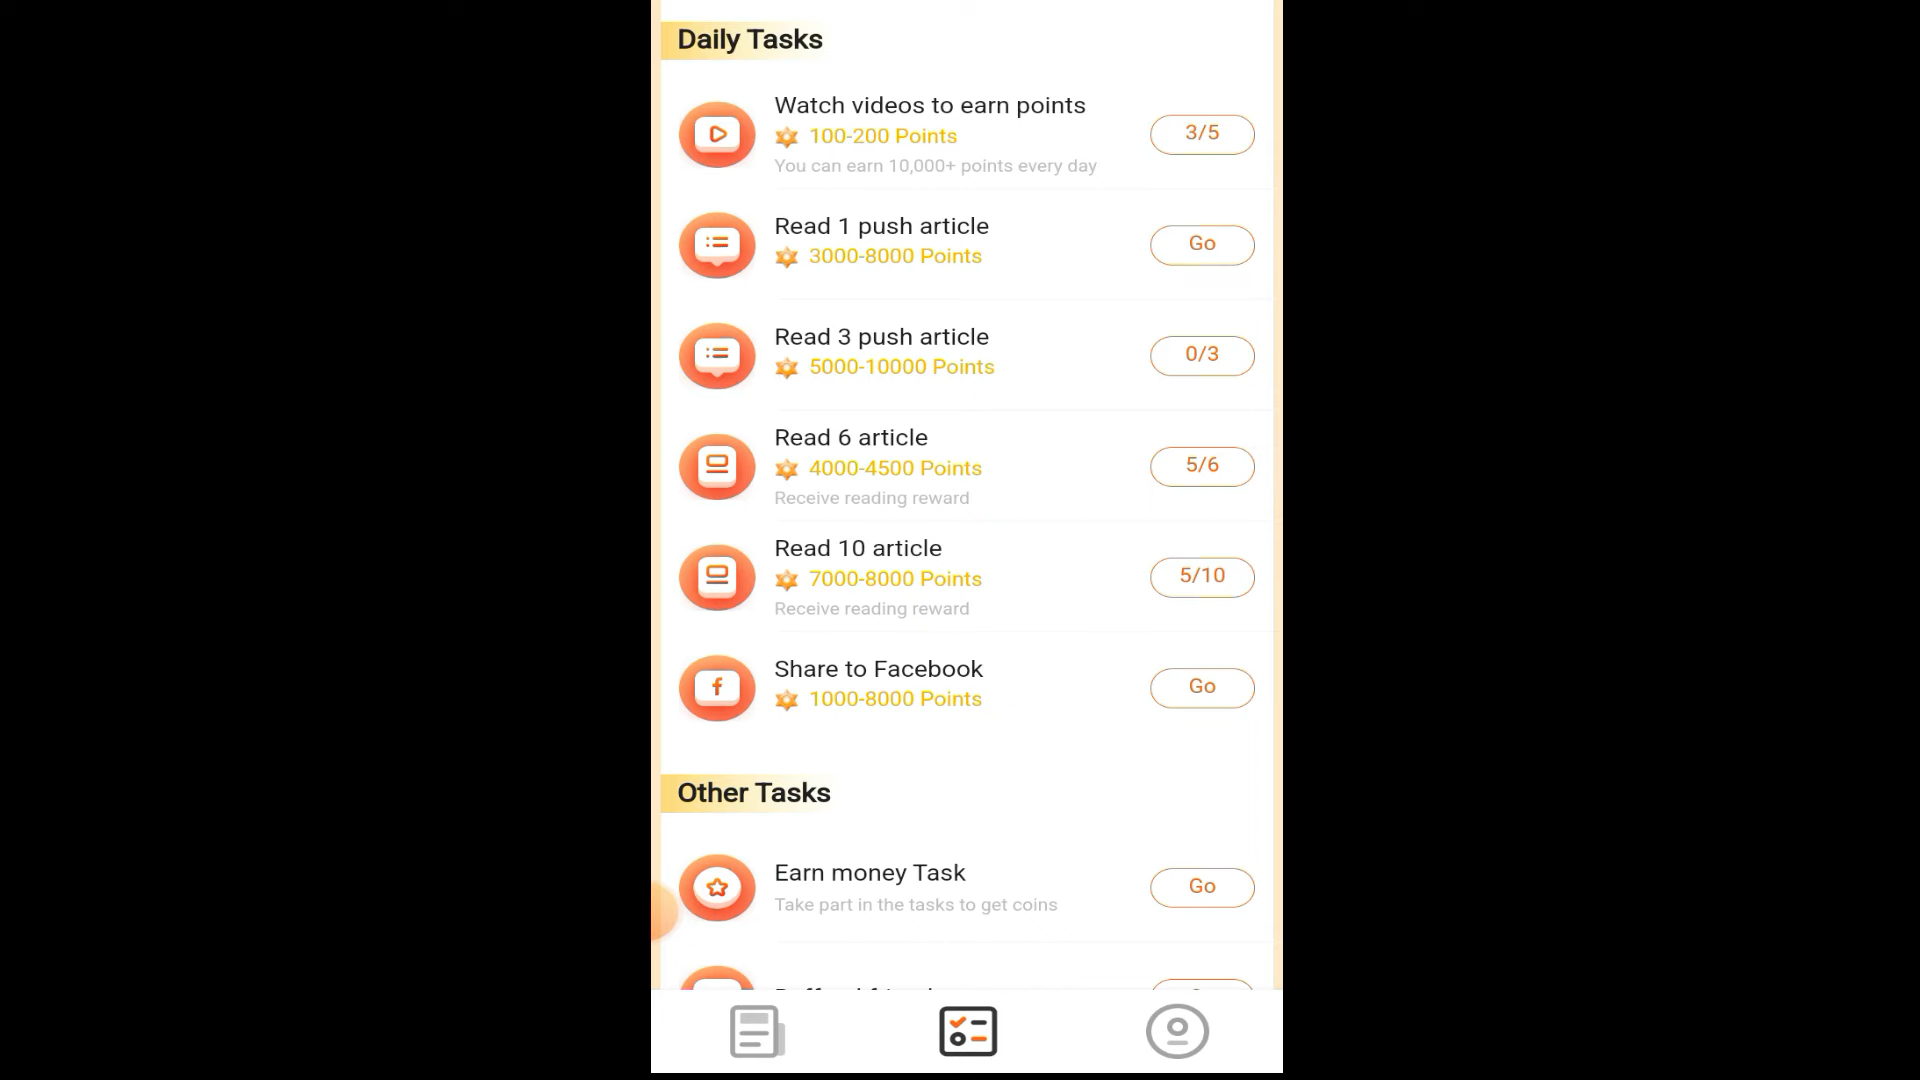 Daily Tasks
Watch videos to earn points
100-200 Points
3/5
You can earn 10,000+ points every day
Read 1 push article
3000-8000 Points
Go
Read 3 push article
5000-10000 Points
0/3
Read 6 article
4000-4500 Points
5/6
Receive reading reward
Read 10 article
7000-8000 Points
5/10
Receive reading reward
Share to Facebook
1000-8000 Points
Go
Other Tasks
Earn money Task
Go
Take part in the tasks to get coins